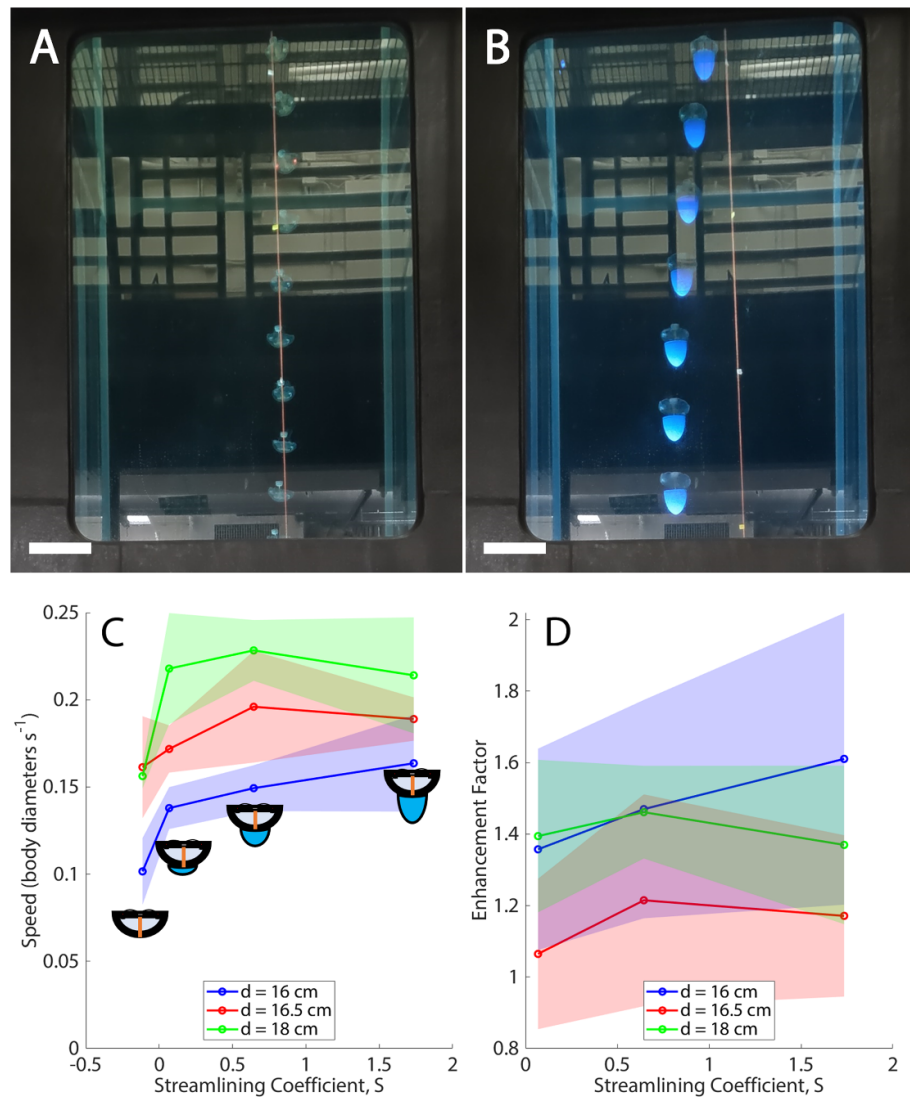 A
B
C
D
Speed (body diameters s⁻¹)
0.25
0.2
0.15
0.1
0.05
0
-0.5
0
0.5
1
1.5
2
Streamlining Coefficient, S
d = 16 cm
d = 16.5 cm
d = 18 cm
Enhancement Factor
2
1.8
1.6
1.4
1.2
1
0.8
0
0.5
1
1.5
2
Streamlining Coefficient, S
d = 16 cm
d = 16.5 cm
d = 18 cm